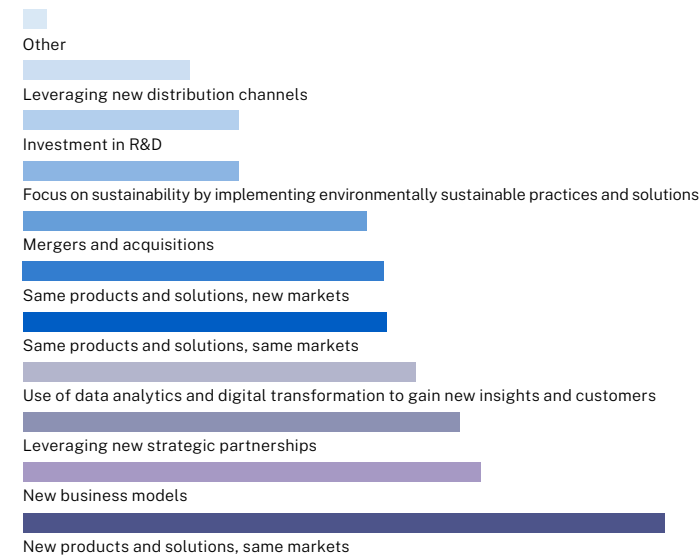 Other
Leveraging new distribution channels
Investment in R&D
Focus on sustainability by implementing environmentally sustainable practices and solutions
Mergers and acquisitions
Same products and solutions, new markets
Same products and solutions, same markets
Use of data analytics and digital transformation to gain new insights and customers
Leveraging new strategic partnerships
New business models
New products and solutions, same markets